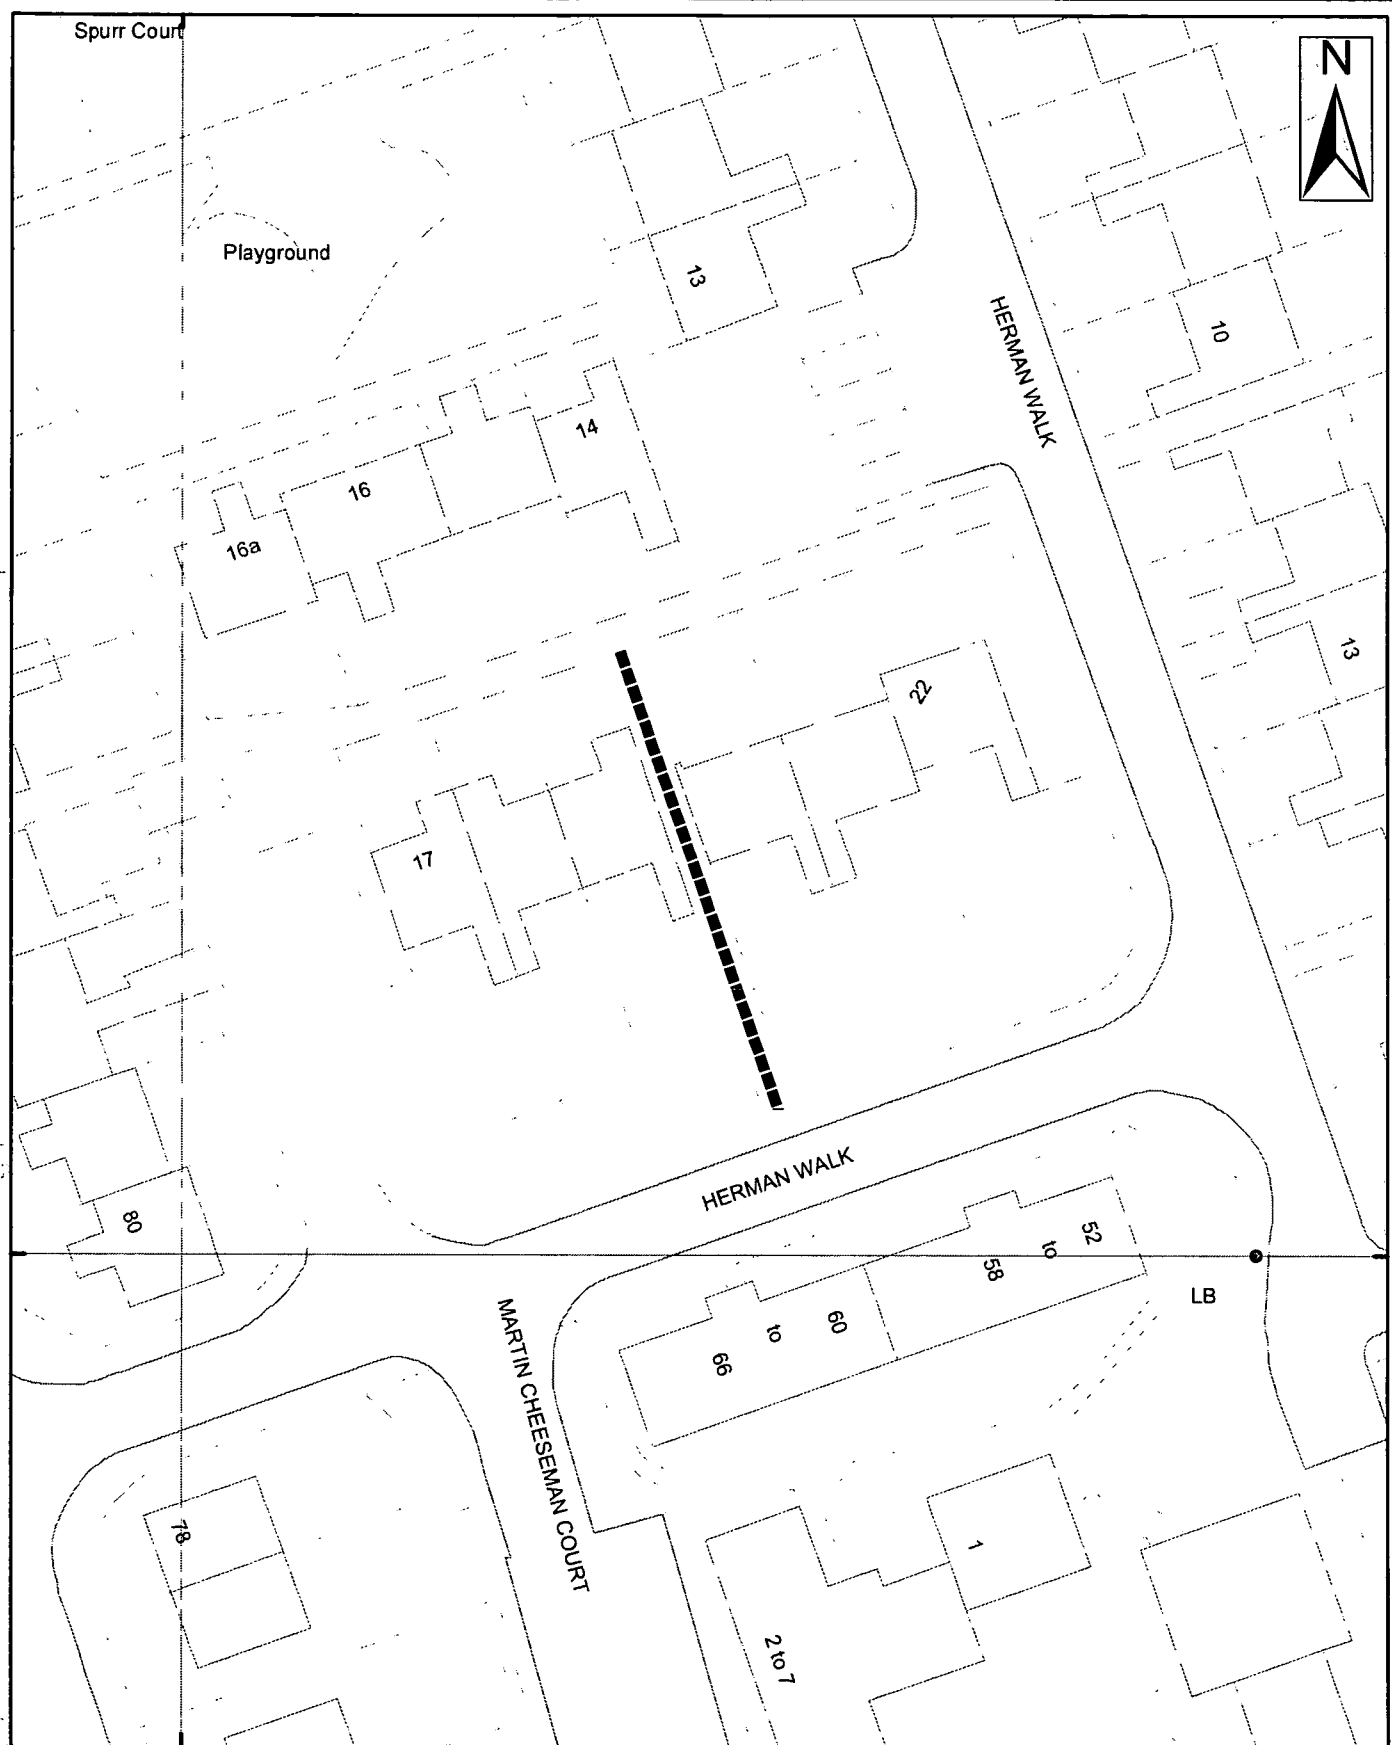 Spurr Court
N
Playground
13
10
HERMAN WALK
14
16
16a
13
22
17
HERMAN WALK
80
52
to
58
60
to
66
LB
MARTIN CHEESEMAN COURT
78
1
2 to 7